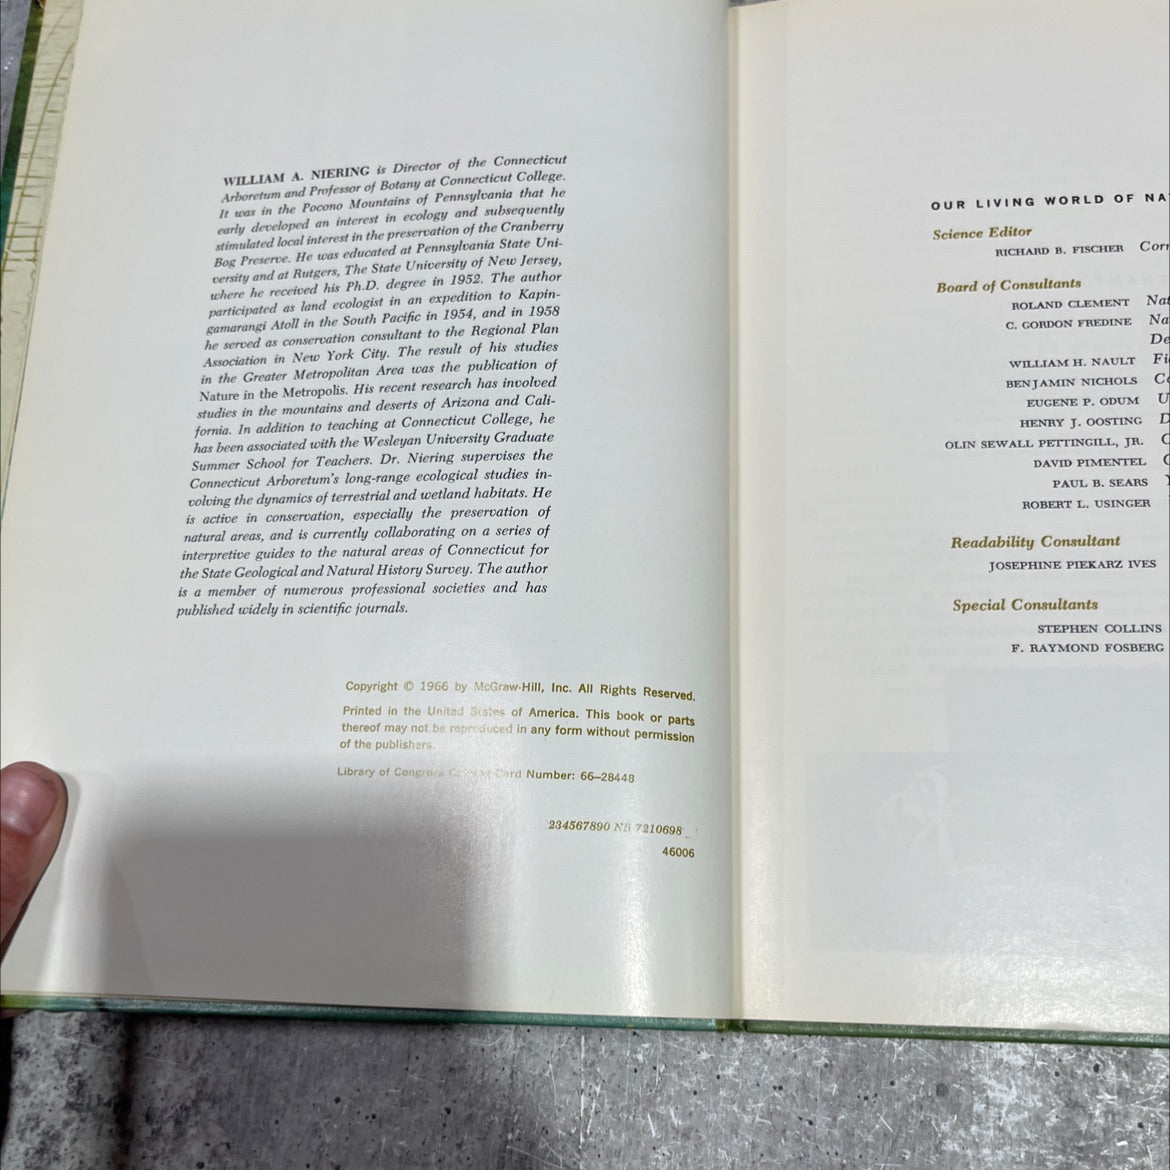 WILLIAM A. NIERING is Director of the Connecticut
Arboretum and Professor of Botany at Connecticut College.
It was in the Pocono Mountains of Pennsylvania that he
early developed an interest in ecology and subsequently
stimulated local interest in the preservation of the Cranberry
Bog Preserve. He was educated at Pennsylvania State Uni-
versity and at Rutgers, The State University of New Jersey,
where he received his Ph.D. degree in 1952. The author
participated as land ecologist in an expedition to Kapin-
gamarangi Atoll in the South Pacific in 1954, and in 1958
he served as conservation consultant to the Regional Plan
Association in New York City. The result of his studies
in the Greater Metropolitan Area was the publication of
Nature in the Metropolis. His recent research has involved
studies in the mountains and deserts of Arizona and Cali-
fornia. In addition to teaching at Connecticut College, he
has been associated with the Wesleyan University Graduate
Summer School for Teachers. Dr. Niering supervises the
Connecticut Arboretum's long-range ecological studies in-
volving the dynamics of terrestrial and wetland habitats. He
is active in conservation, especially the preservation of
natural areas, and is currently collaborating on a series of
interpretive guides to the natural areas of Connecticut for
the State Geological and Natural History Survey. The author
is a member of numerous professional societies and has
published widely in scientific journals.
Copyright © 1966 by McGraw-Hill, Inc. All Rights Reserved.
Printed in the United States of America. This book or parts
thereof may not be reproduced in any form without permission
of the publishers.
Library of Congress Catalog Card Number: 66–28448
234567890 NR 7210698
46006
OUR LIVING WORLD OF NA
Science Editor
RICHARD B. FISCHER Corn
Board of Consultants
ROLAND CLEMENT Nat
C. GORDON FREDINE Na
De
WILLIAM H. NAULT Fi
BENJAMIN NICHOLS Co
EUGENE P. ODUM U
HENRY J. OOSTING D
OLIN SEWALL PETTINGILL, JR. C
DAVID PIMENTEL C
PAUL B. SEARS Y
ROBERT L. USINGER
Readability Consultant
JOSEPHINE PIEKARZ IVES
Special Consultants
STEPHEN COLLINS
F. RAYMOND FOSBERG